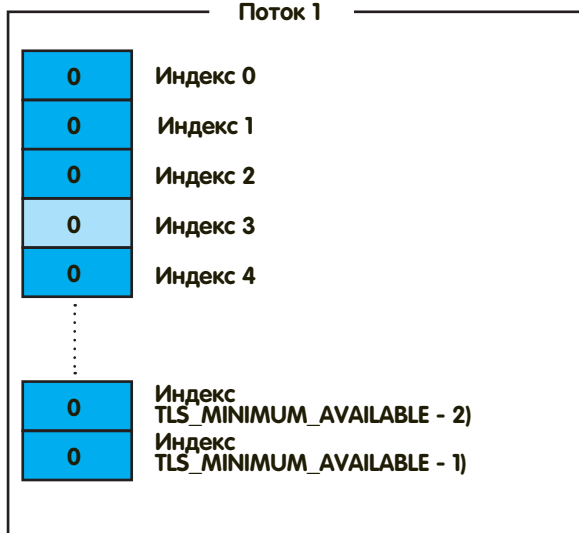 Поток 1
0 Индекс 0
0 Индекс 1
0 Индекс 2
0 Индекс 3
0 Индекс 4
0 Индекс
TLS_MINIMUM_AVAILABLE - 2)
0 Индекс
TLS_MINIMUM_AVAILABLE - 1)